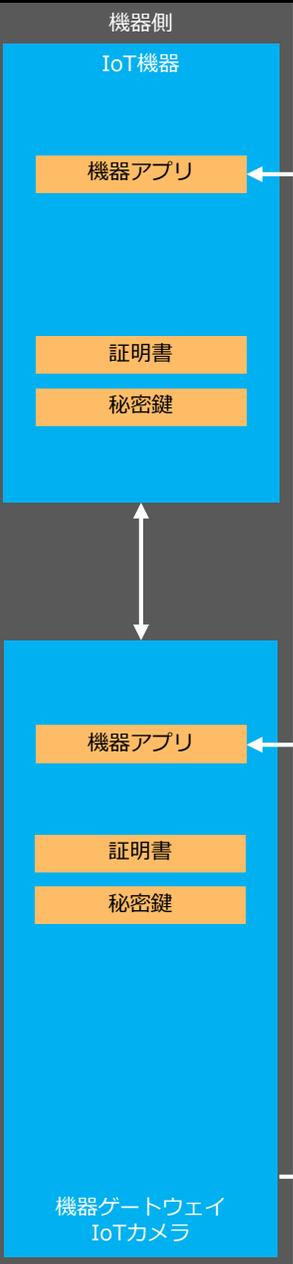 機器側
IoT機器
機器アプリ
証明書
秘密鍵
機器アプリ
証明書
秘密鍵
機器ゲートウェイ
IoTカメラ